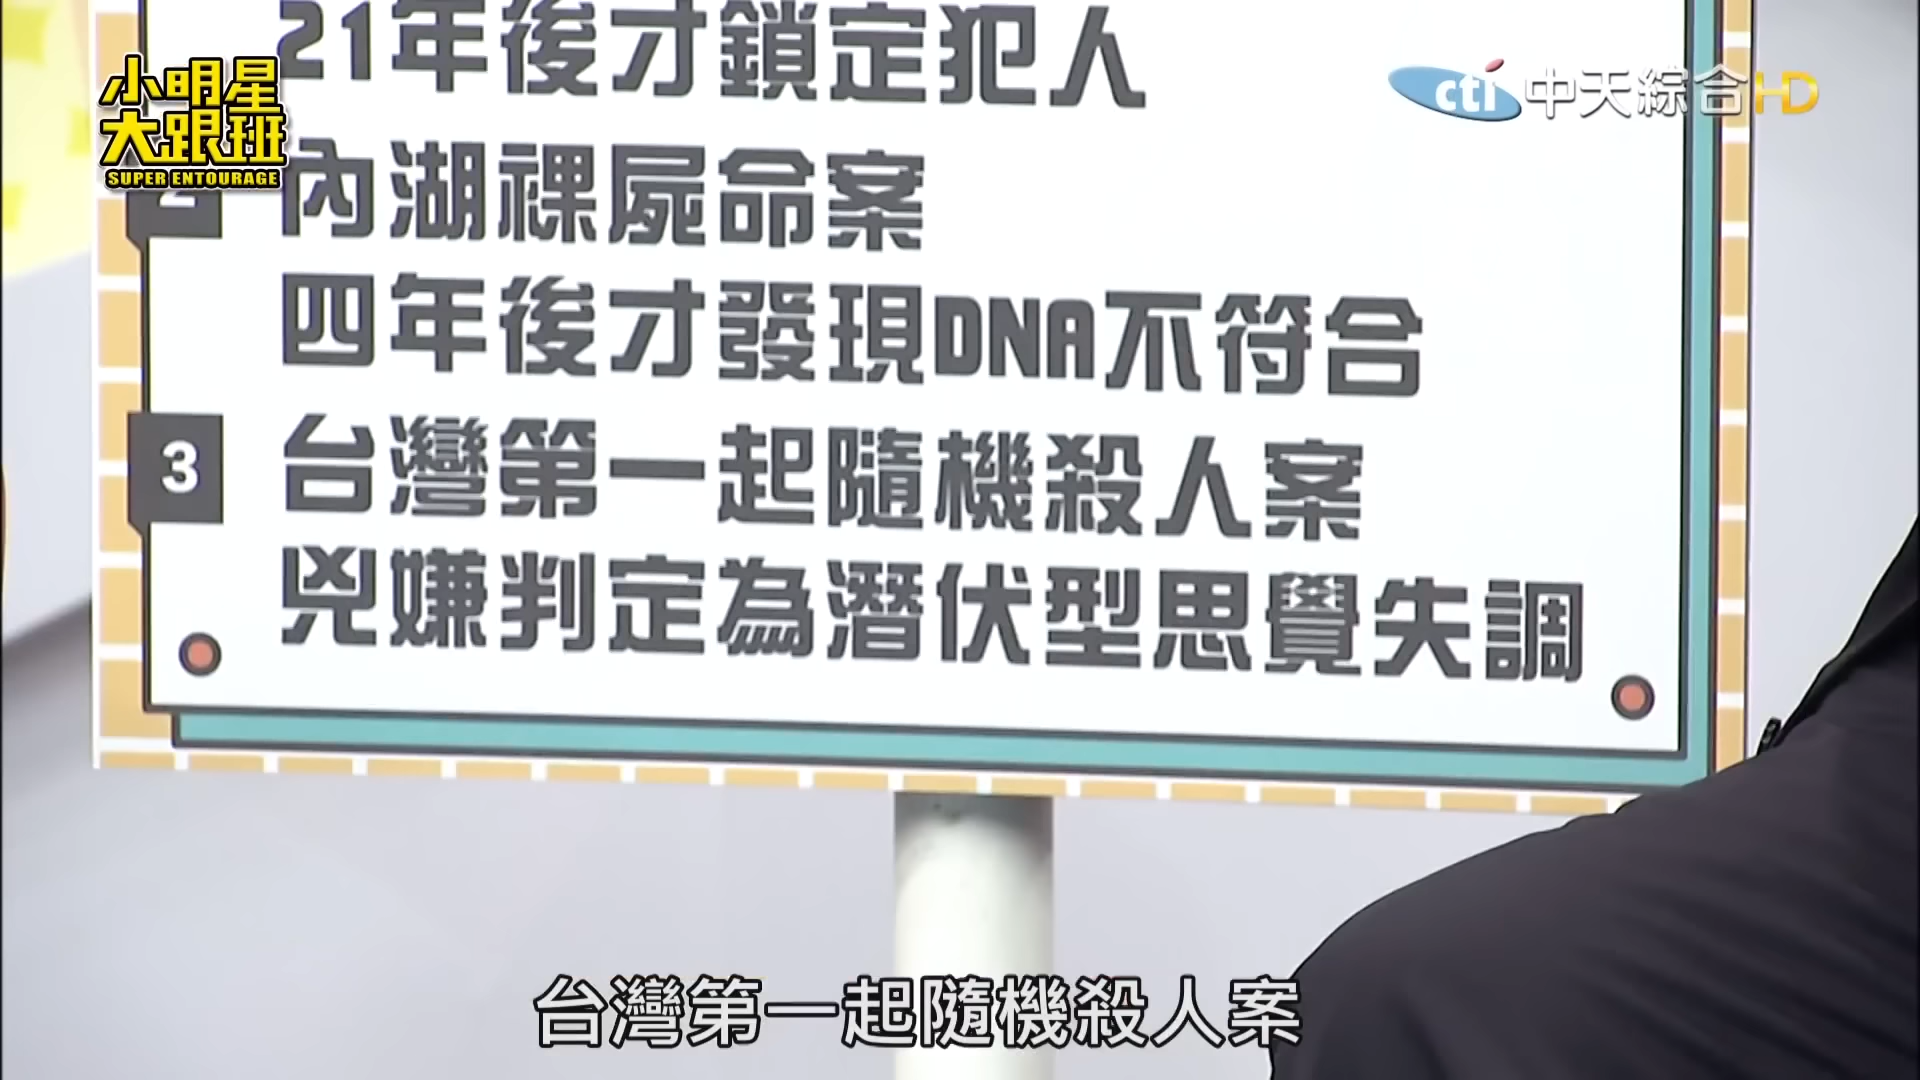 21年後才鎖定犯人
小明星
大跟班
SUPER ENTOURAGE
cti 中天綜合HD
2 內湖裸屍命案
四年後才發現DNA不符合
3 台灣第一起隨機殺人案
兇嫌判定為潛伏型思覺失調
台灣第一起隨機殺人案